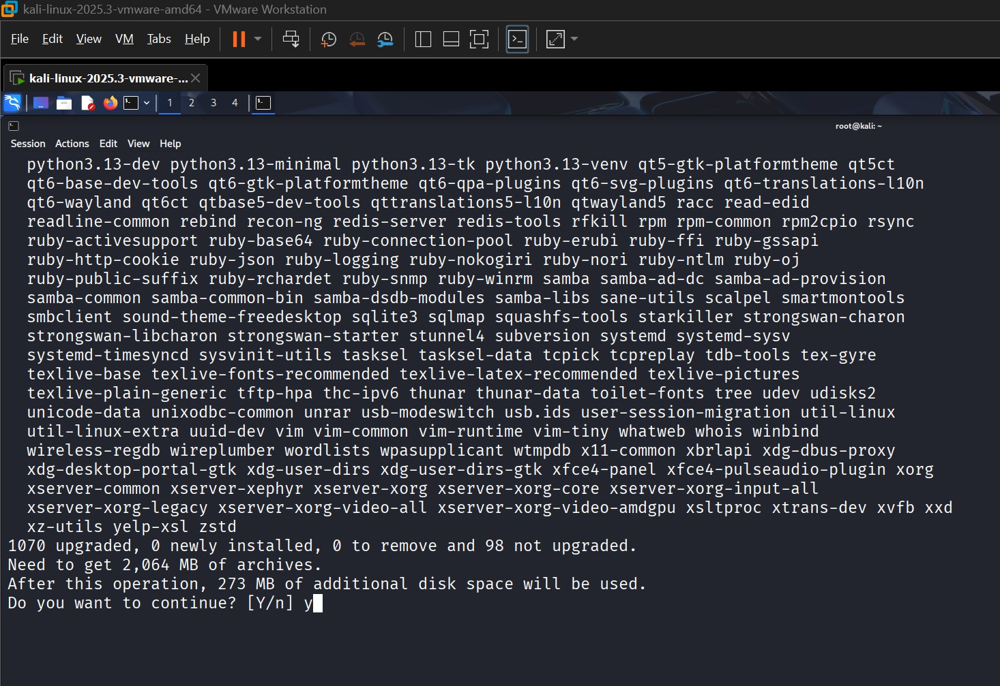 kali-linux-2025.3-vmware-amd64 - VMware Workstation
File Edit View VM Tabs Help
kali-linux-2025.3-vmware-...
1 2 3 4
root@kali: ~
Session Actions Edit View Help
python3.13-dev python3.13-minimal python3.13-tk python3.13-venv qt5-gtk-platformtheme qt5ct
qt6-base-dev-tools qt6-gtk-platformtheme qt6-qpa-plugins qt6-svg-plugins qt6-translations-l10n
qt6-wayland qt6ct qtbase5-dev-tools qttranslations5-l10n qtwayland5 racc read-edid
readline-common rebind recon-ng redis-server redis-tools rfkill rpm rpm-common rpm2cpio rsync
ruby-activesupport ruby-base64 ruby-connection-pool ruby-erubi ruby-ffi ruby-gssapi
ruby-http-cookie ruby-json ruby-logging ruby-nokogiri ruby-nori ruby-ntlm ruby-oj
ruby-public-suffix ruby-rchardet ruby-snmp ruby-winrm samba samba-ad-dc samba-ad-provision
samba-common samba-common-bin samba-dsdb-modules samba-libs sane-utils scalpel smartmontools
smbclient sound-theme-freedesktop sqlite3 sqlmap squashfs-tools starkiller strongswan-charon
strongswan-libcharon strongswan-starter stunnel4 subversion systemd systemd-sysv
systemd-timesyncd sysvinit-utils tasksel tasksel-data tcpick tcpreplay tdb-tools tex-gyre
texlive-base texlive-fonts-recommended texlive-latex-recommended texlive-pictures
texlive-plain-generic tftp-hpa thc-ipv6 thunar thunar-data toilet-fonts tree udev udisks2
unicode-data unixodbc-common unrar usb-modeswitch usb.ids user-session-migration util-linux
util-linux-extra uuid-dev vim vim-common vim-runtime vim-tiny whatweb whois winbind
wireless-regdb wireplumber wordlists wpasupplicant wtmpdb x11-common xbrlapi xdg-dbus-proxy
xdg-desktop-portal-gtk xdg-user-dirs xdg-user-dirs-gtk xfce4-panel xfce4-pulseaudio-plugin xorg
xserver-common xserver-xephyr xserver-xorg xserver-xorg-core xserver-xorg-input-all
xserver-xorg-legacy xserver-xorg-video-all xserver-xorg-video-amdgpu xsltproc xtrans-dev xvfb xxd
xz-utils yelp-xsl zstd
1070 upgraded, 0 newly installed, 0 to remove and 98 not upgraded.
Need to get 2,064 MB of archives.
After this operation, 273 MB of additional disk space will be used.
Do you want to continue? [Y/n] y